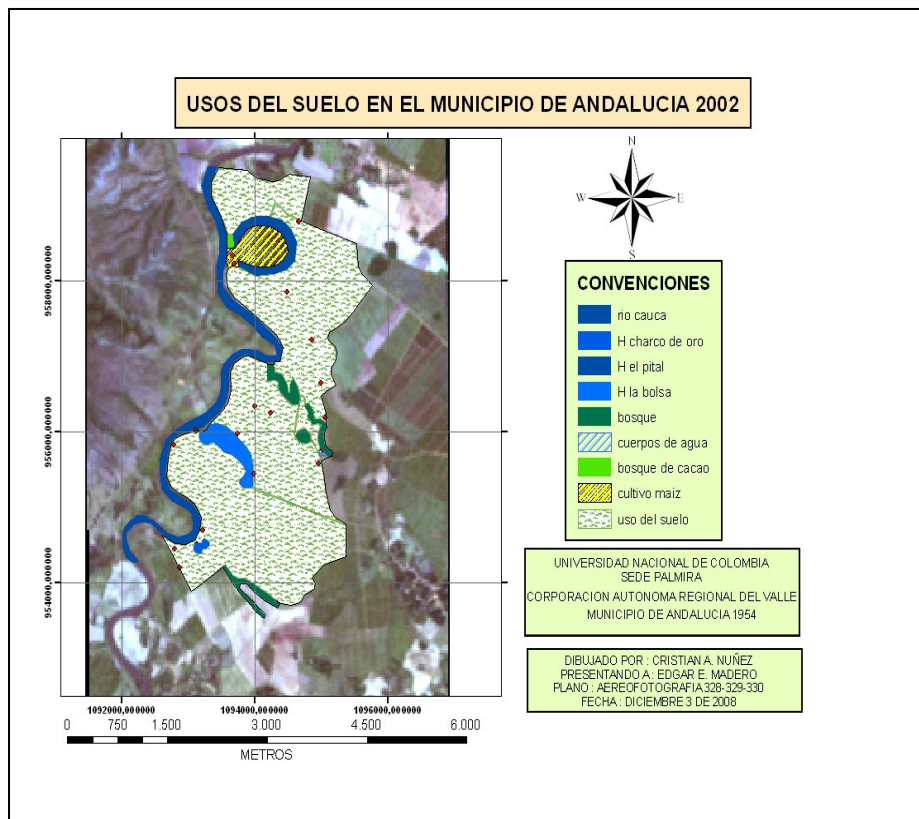 USOS DEL SUELO EN EL MUNICIPIO DE ANDALUCIA 2002
N
W
E
S
958000,000000
956000,000000
954000,000000
1092000,000000
1094000,000000
1096000,000000
0 750 1.500 3.000 4.500 6.000
METROS
CONVENCIONES
rio cauca
H charco de oro
H el pital
H la bolsa
bosque
cuerpos de agua
bosque de cacao
cultivo maiz
uso del suelo
UNIVERSIDAD NACIONAL DE COLOMBIA
SEDE PALMIRA
CORPORACION AUTONOMA REGIONAL DEL VALLE
MUNICIPIO DE ANDALUCIA 1954
DIBUJADO POR : CRISTIAN A. NUÑEZ
PRESENTANDO A : EDGAR E. MADERO
PLANO : AEREOFOTOGRAFIA 328-329-330
FECHA : DICIEMBRE 3 DE 2008